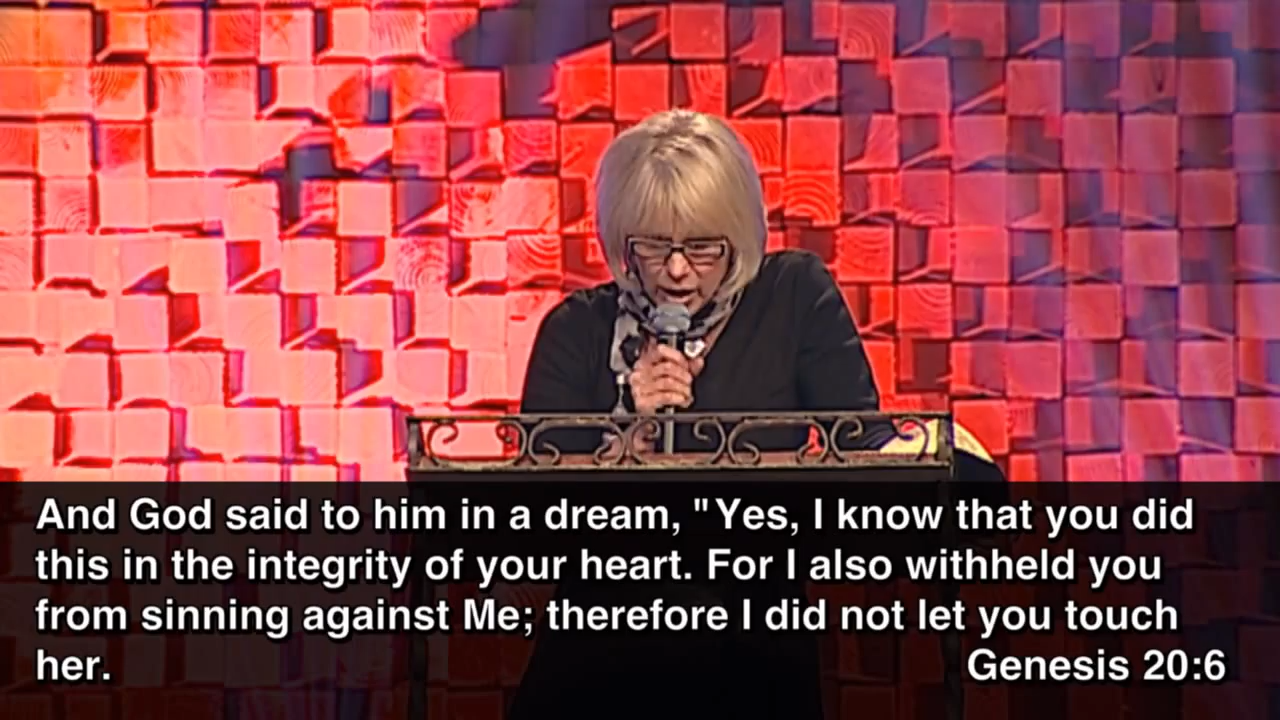 And God said to him in a dream, "Yes, I know that you did
this in the integrity of your heart. For I also withheld you
from sinning against Me; therefore I did not let you touch
her.
Genesis 20:6